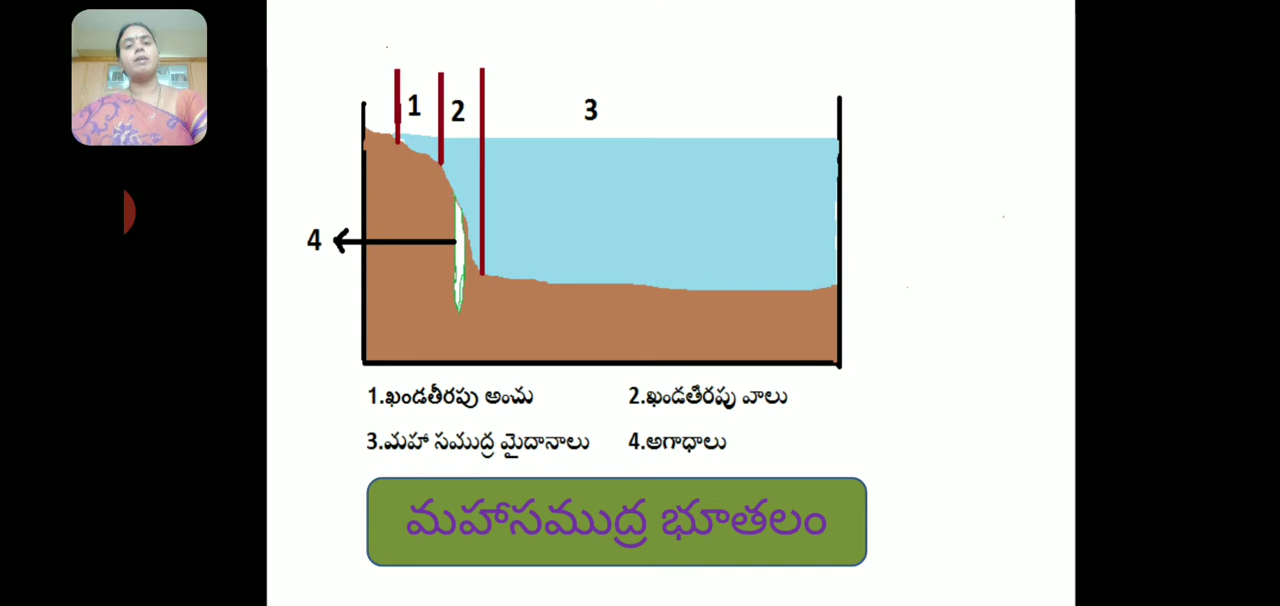 1 2 3
4
1.ఖండతీరపు అంచు 2.ఖండతీరపు వాలు
3.మహా సముద్ర మైదానాలు 4.అగాధాలు
మహాసముద్ర భూతలం